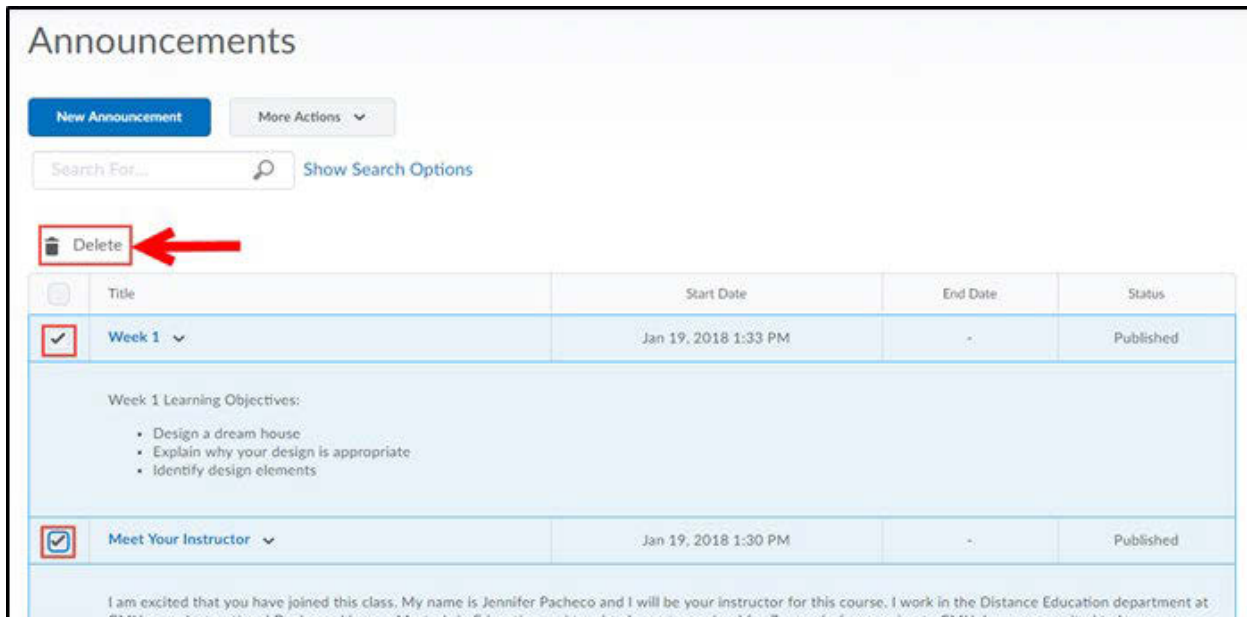 Announcements
New Announcement More Actions
Search For... Show Search Options
Delete
Title Start Date End Date Status
Week 1 Jan 19, 2018 1:33 PM - Published
Week 1 Learning Objectives:
• Design a dream house
• Explain why your design is appropriate
• Identify design elements
Meet Your Instructor Jan 19, 2018 1:30 PM - Published
I am excited that you have joined this class. My name is Jennifer Pacheco and I will be your instructor for this course. I work in the Distance Education department at